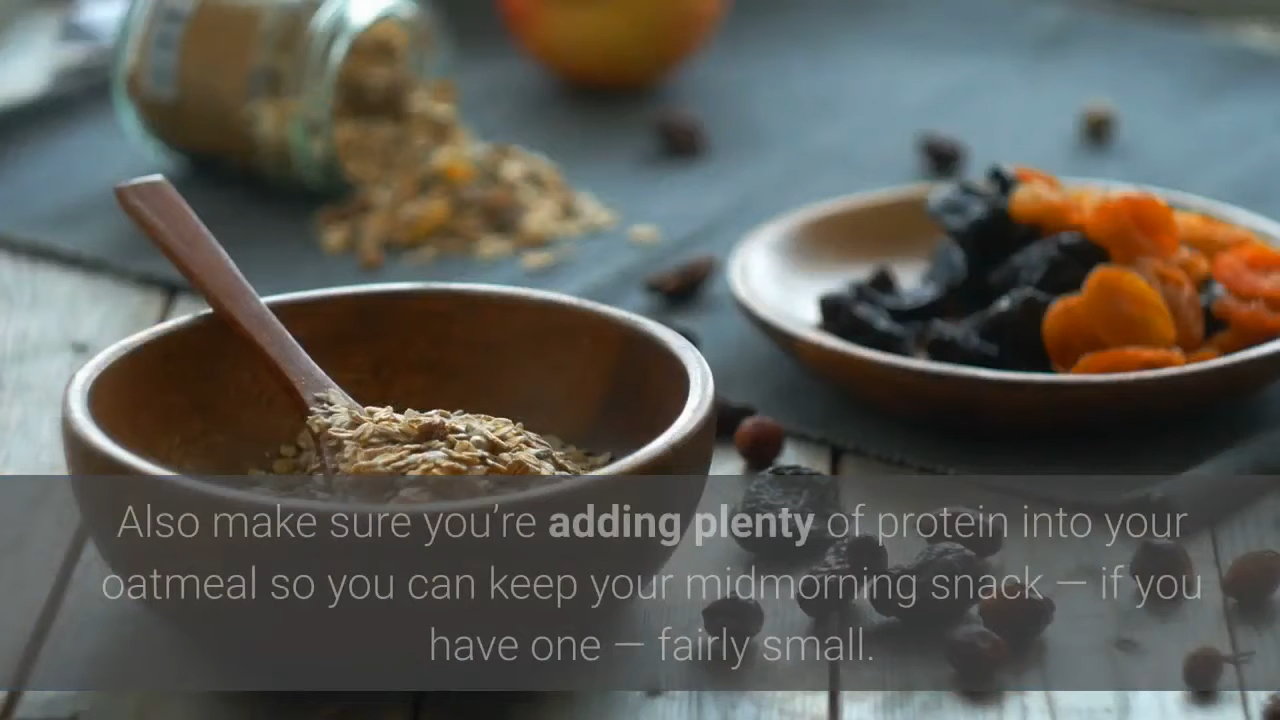 Also make sure you’re adding plenty of protein into your
oatmeal so you can keep your midmorning snack — if you
have one — fairly small.